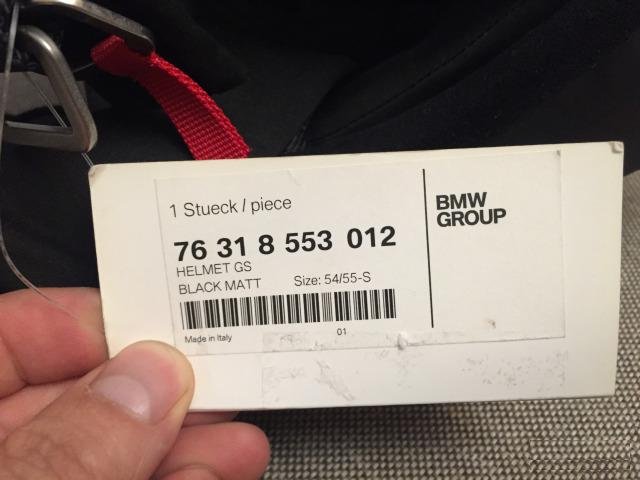 1 Stueck / piece
76 31 8 553 012
HELMET GS
BLACK MATT Size: 54/55-S
Made in Italy 01
BMW
GROUP